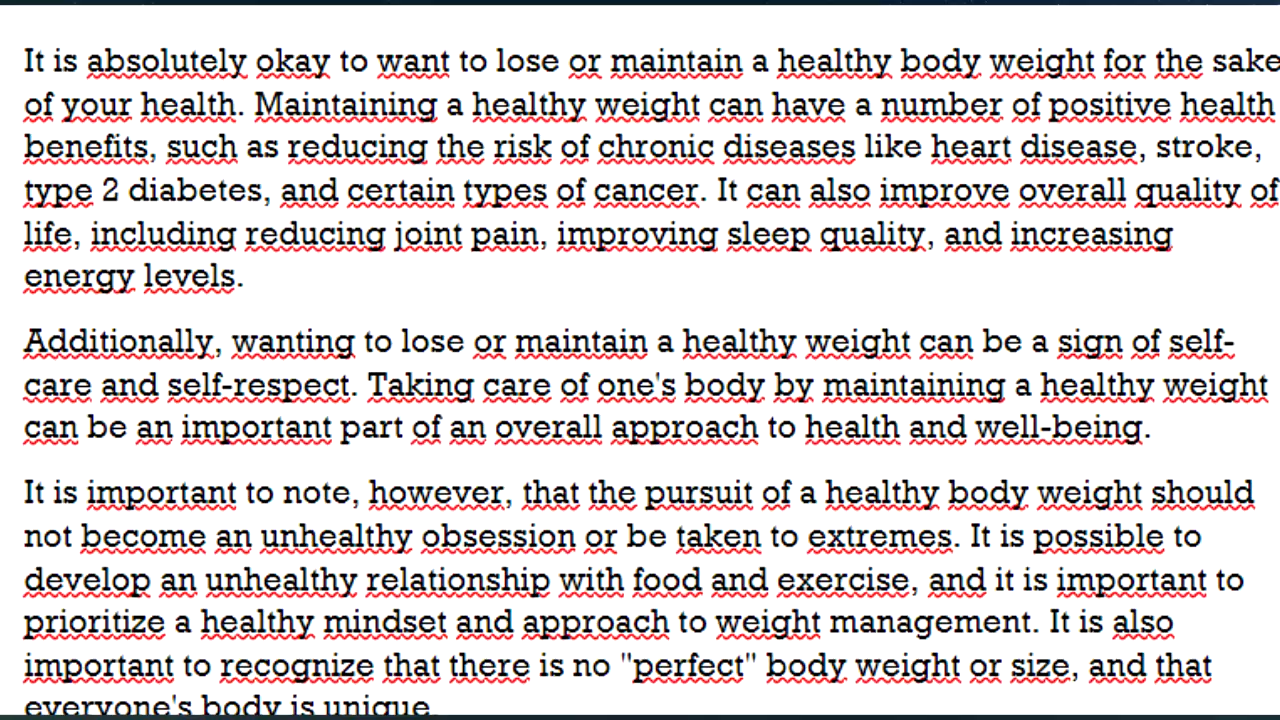 It is absolutely okay to want to lose or maintain a healthy body weight for the sake
of your health. Maintaining a healthy weight can have a number of positive health
benefits, such as reducing the risk of chronic diseases like heart disease, stroke,
type 2 diabetes, and certain types of cancer. It can also improve overall quality of
life, including reducing joint pain, improving sleep quality, and increasing
energy levels.
Additionally, wanting to lose or maintain a healthy weight can be a sign of self-
care and self-respect. Taking care of one's body by maintaining a healthy weight
can be an important part of an overall approach to health and well-being.
It is important to note, however, that the pursuit of a healthy body weight should
not become an unhealthy obsession or be taken to extremes. It is possible to
develop an unhealthy relationship with food and exercise, and it is important to
prioritize a healthy mindset and approach to weight management. It is also
important to recognize that there is no "perfect" body weight or size, and that
everyone's body is unique.